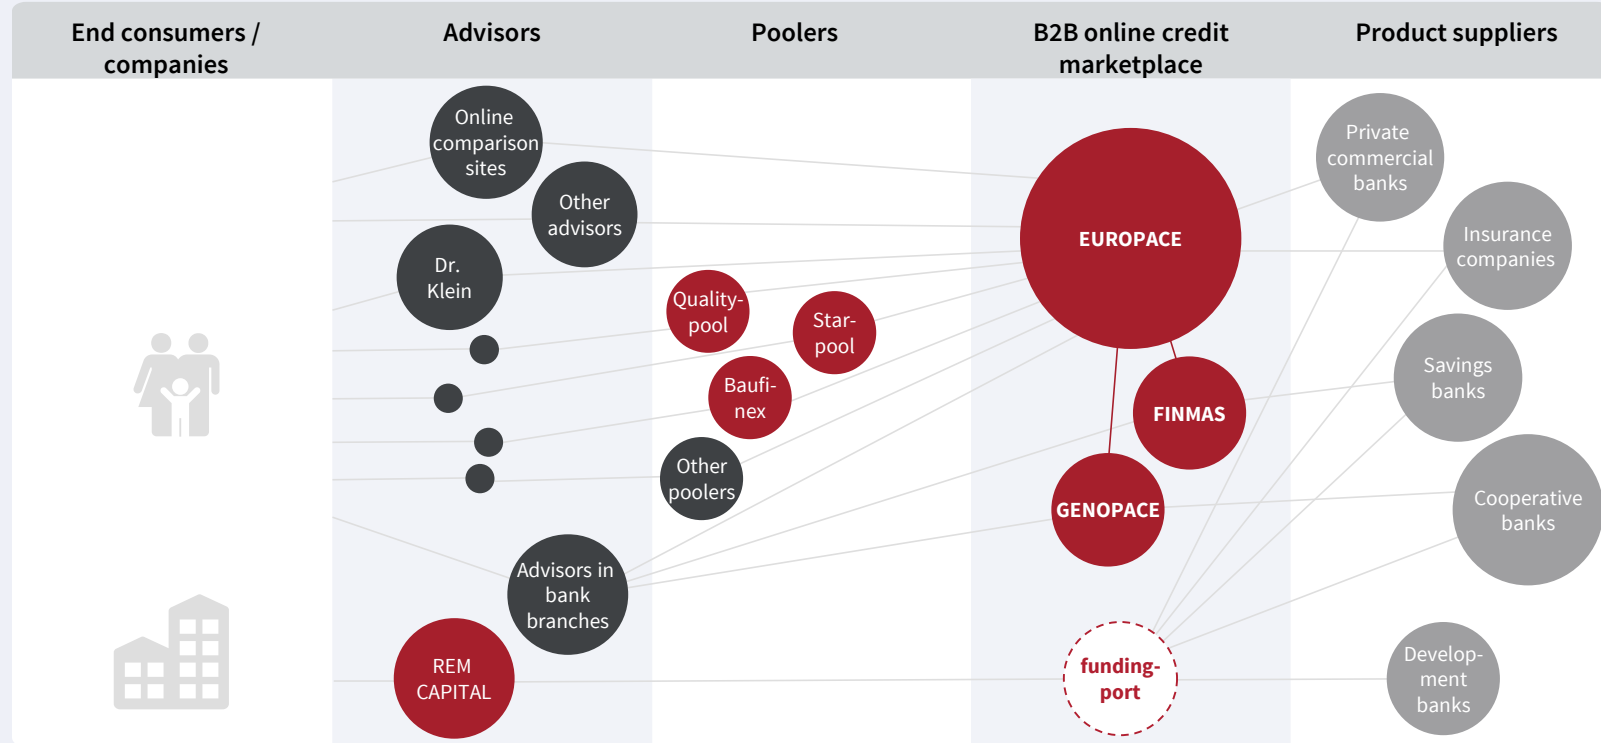 End consumers /
companies
Advisors
Poolers
B2B online credit
marketplace
Product suppliers
Online
comparison
sites
Other
advisors
Dr.
Klein
Advisors in
bank
branches
REM
CAPITAL
Quality-
pool
Star-
pool
Baufi-
nex
Other
poolers
EUROPACE
FINMAS
GENOPACE
funding-
port
Private
commercial
banks
Insurance
companies
Savings
banks
Cooperative
banks
Develop-
ment
banks